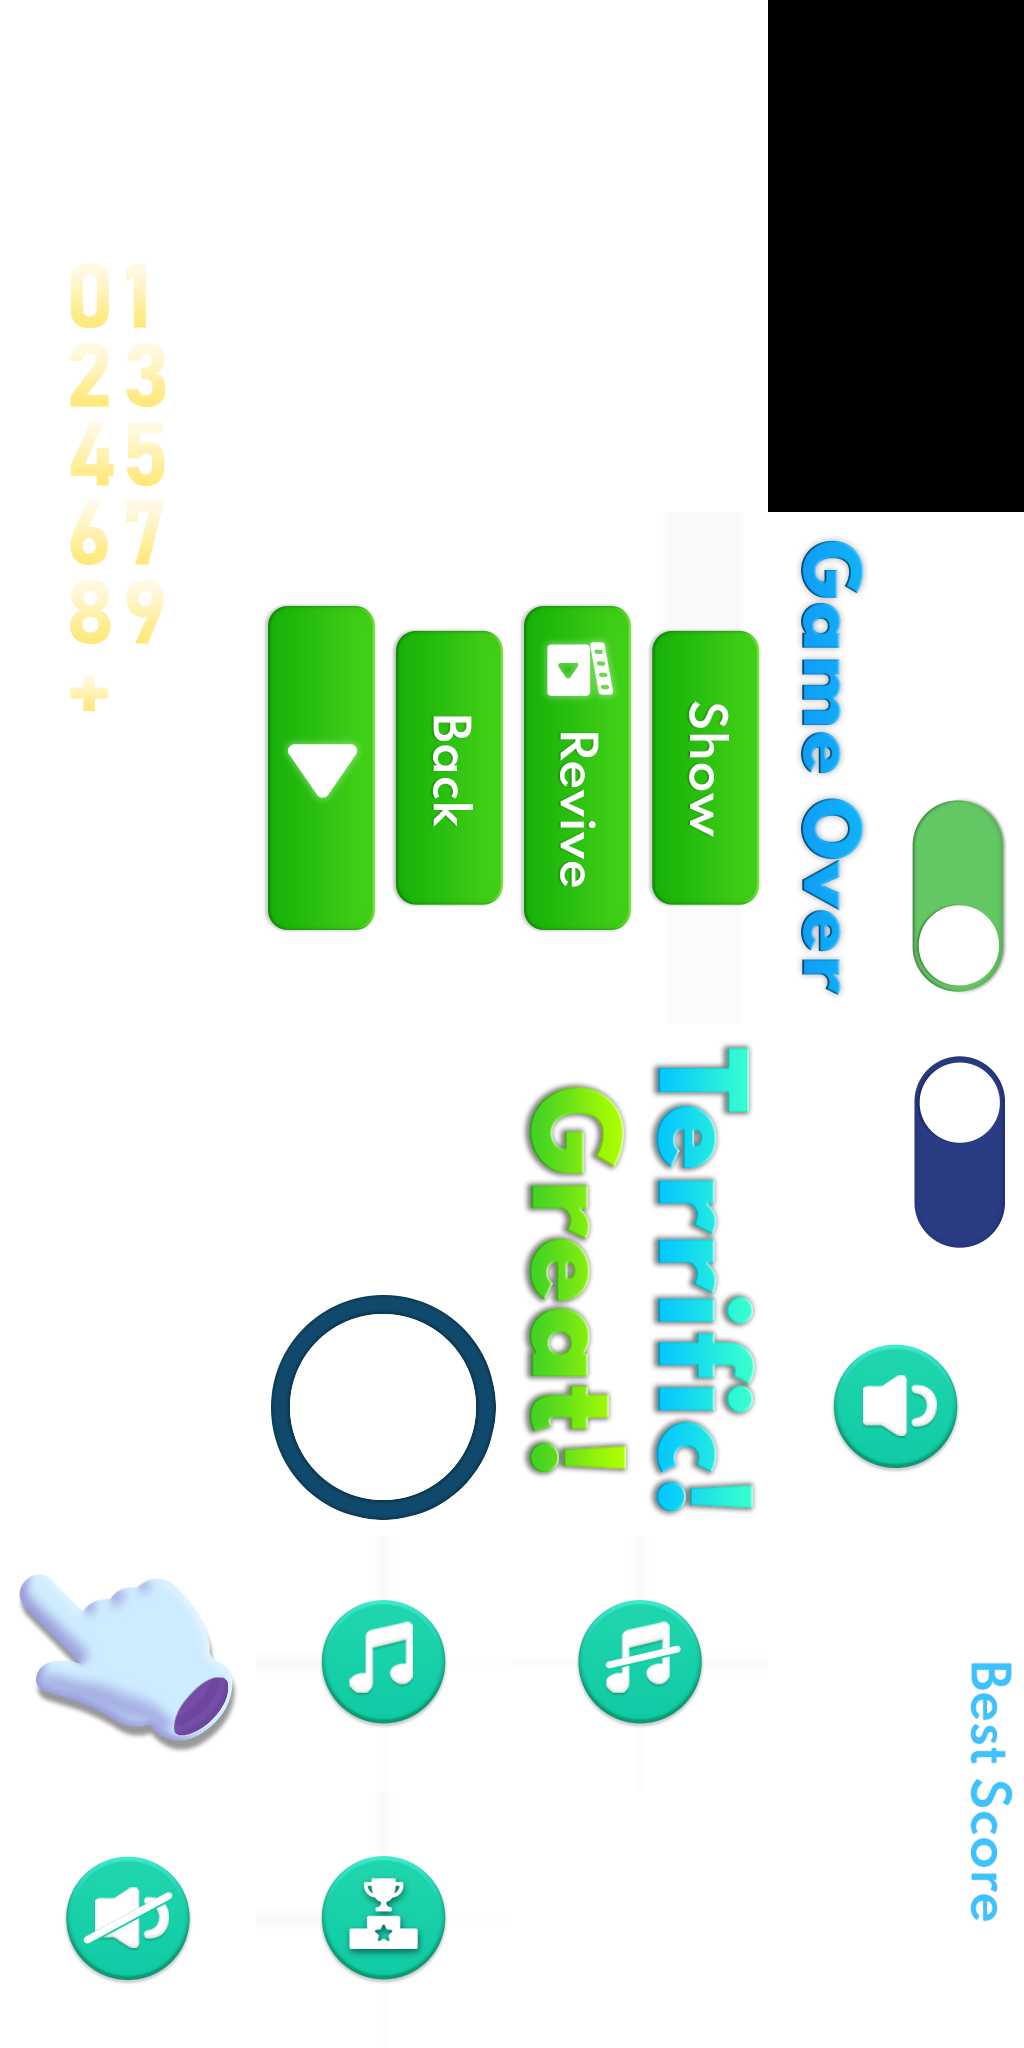 01
23
45
67
89
+
Back
Revive
Show
Game Over
Great!
Terrific!
Best Score